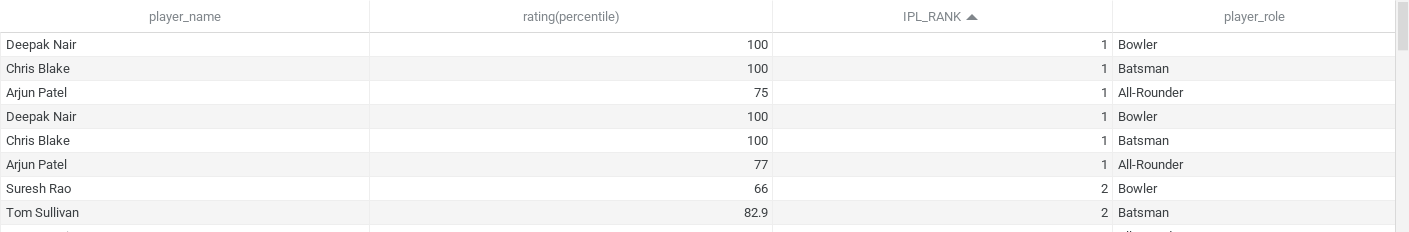 player_name rating(percentile) IPL_RANK player_role
Deepak Nair 100 1 Bowler
Chris Blake 100 1 Batsman
Arjun Patel 75 1 All-Rounder
Deepak Nair 100 1 Bowler
Chris Blake 100 1 Batsman
Arjun Patel 77 1 All-Rounder
Suresh Rao 66 2 Bowler
Tom Sullivan 82.9 2 Batsman